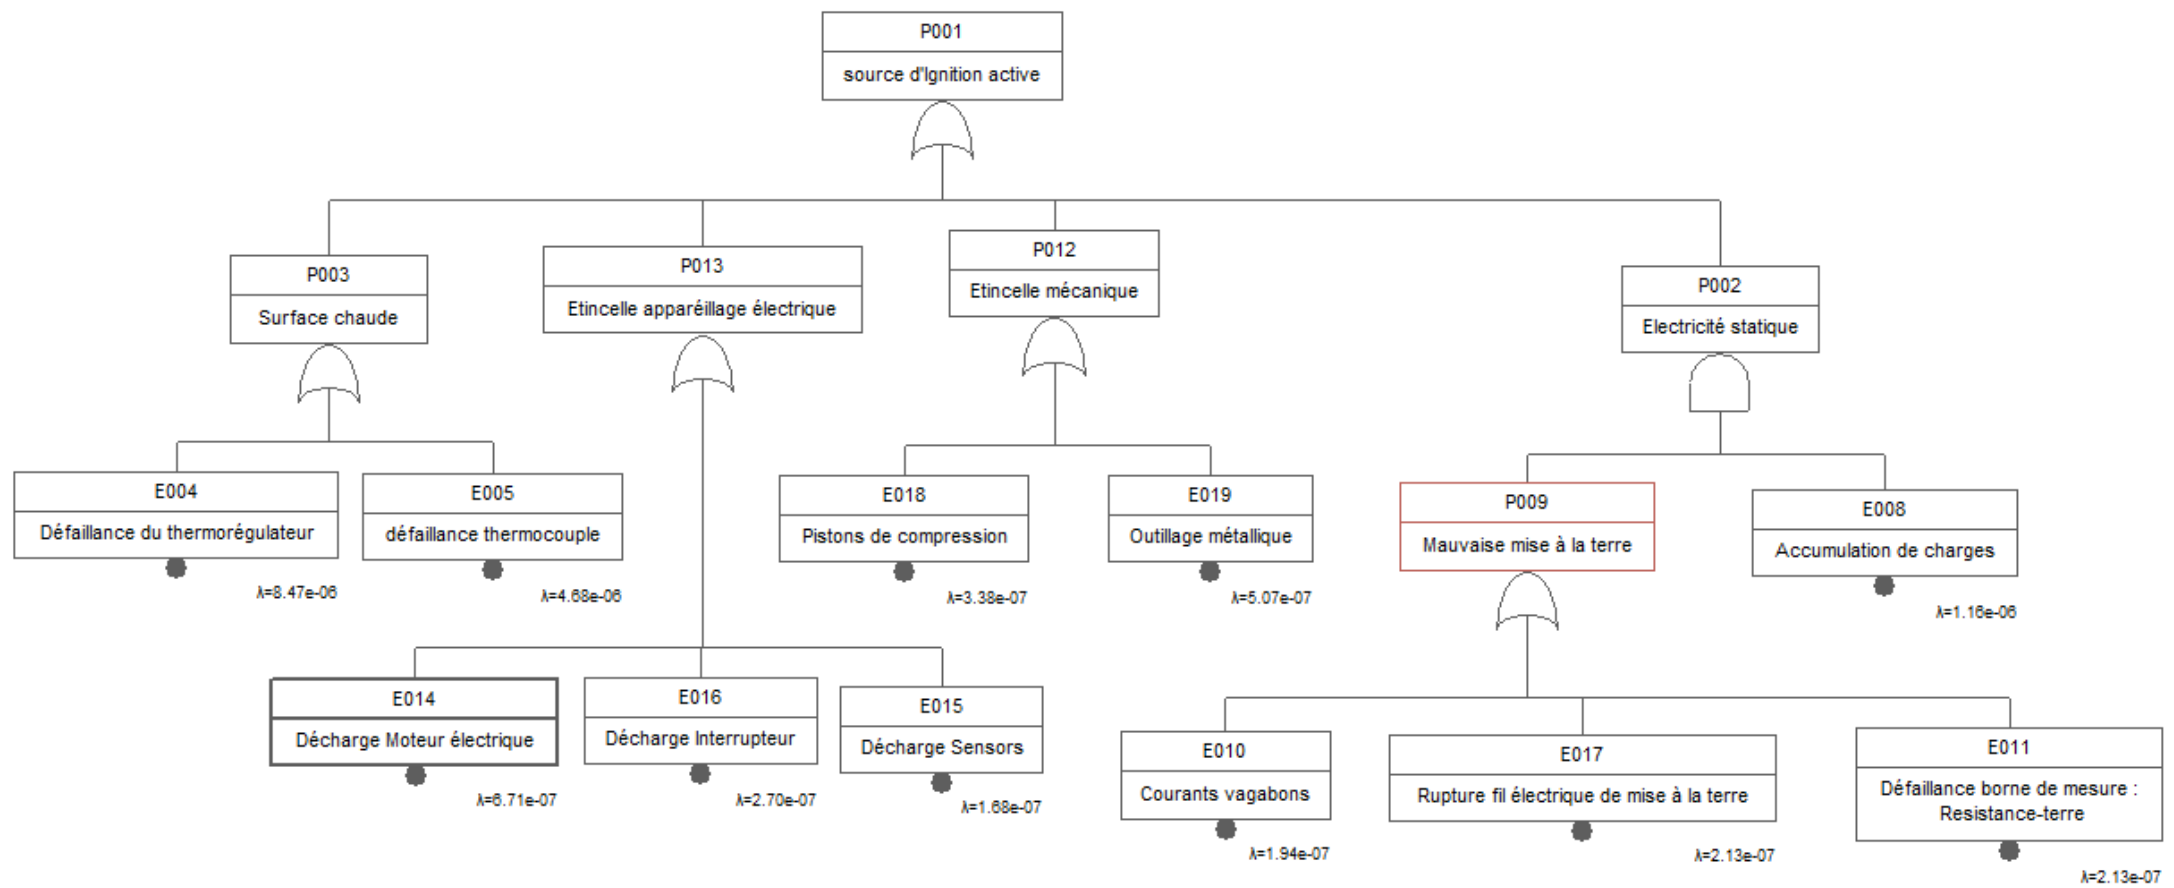 P001
source d'Ignition active
P003
Surface chaude
P013
Etincelle apparéillage électrique
P012
Etincelle mécanique
P002
Electricité statique
E004
Défaillance du thermorégulateur
λ=8.47e-06
E005
défaillance thermocouple
λ=4.68e-06
E018
Pistons de compression
λ=3.38e-07
E019
Outillage métallique
λ=5.07e-07
P009
Mauvaise mise à la terre
E008
Accumulation de charges
λ=1.16e-06
E014
Décharge Moteur électrique
λ=6.71e-07
E016
Décharge Interrupteur
λ=2.70e-07
E015
Décharge Sensors
λ=1.68e-07
E010
Courants vagabons
λ=1.94e-07
E017
Rupture fil électrique de mise à la terre
λ=2.13e-07
E011
Défaillance borne de mesure :
Resistance-terre
λ=2.13e-07